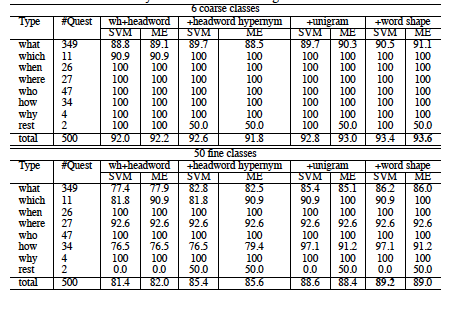 6 coarse classes
Type #Quest wh+headword +headword hypernym +unigram +word shape
SVM ME SVM ME SVM ME SVM ME
what 349 88.8 89.1 89.7 88.5 89.7 90.3 90.5 91.1
which 11 90.9 90.9 100 100 100 100 100 100
when 26 100 100 100 100 100 100 100 100
where 27 100 100 100 100 100 100 100 100
who 47 100 100 100 100 100 100 100 100
how 34 100 100 100 100 100 100 100 100
why 4 100 100 100 100 100 100 100 100
rest 2 100 100 50.0 50.0 100 50.0 100 50.0
total 500 92.0 92.2 92.6 91.8 92.8 93.0 93.4 93.6
50 fine classes
Type #Quest wh+headword +headword hypernym +unigram +word shape
SVM ME SVM ME SVM ME SVM ME
what 349 77.4 77.9 82.8 82.5 85.4 85.1 86.2 86.0
which 11 81.8 90.9 81.8 90.9 90.9 100 90.9 100
when 26 100 100 100 100 100 100 100 100
where 27 92.6 92.6 92.6 92.6 92.6 92.6 92.6 92.6
who 47 100 100 100 100 100 100 100 100
how 34 76.5 76.5 76.5 79.4 97.1 91.2 97.1 91.2
why 4 100 100 100 100 100 100 100 100
rest 2 0.0 0.0 50.0 50.0 0.0 50.0 0.0 50.0
total 500 81.4 82.0 85.4 85.6 88.6 88.4 89.2 89.0